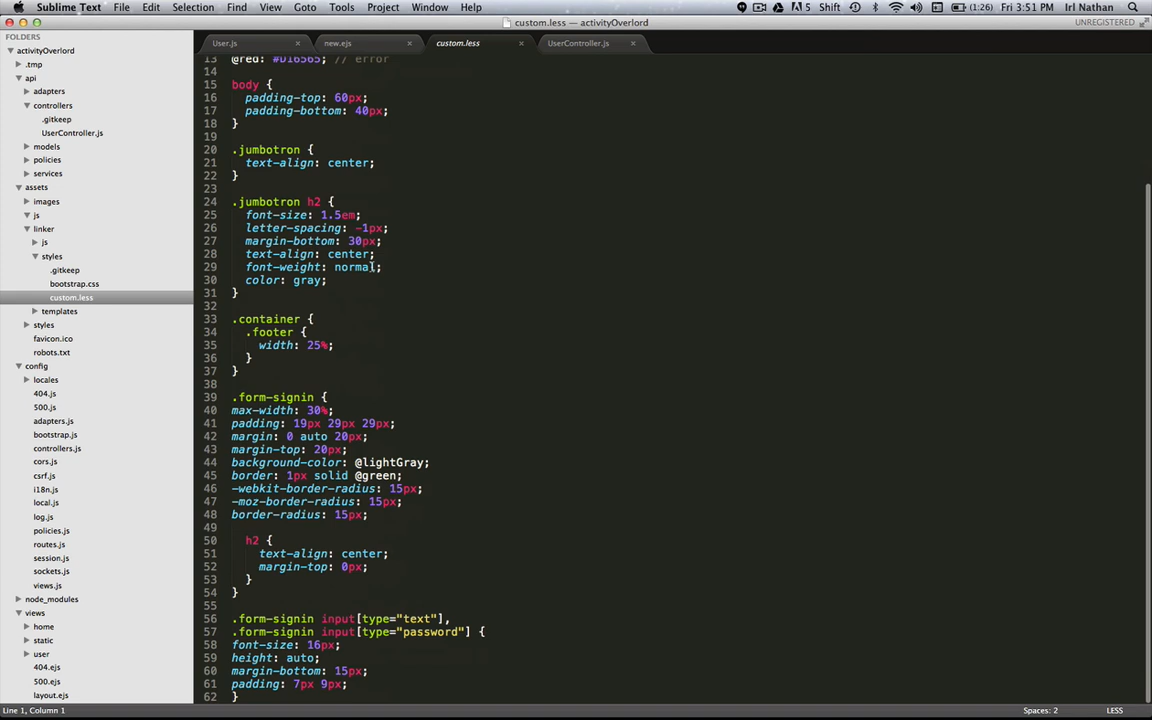 Sublime Text File Edit Selection Find View Goto Tools Project Window Help 5 Shift (1:26) Fri 3:51 PM Irl Nathan
custom.less — activityOverlord UNREGISTERED
FOLDERS
activityOverlord
.tmp
api
adapters
controllers
.gitkeep
UserController.js
models
policies
services
assets
images
js
linker
js
styles
.gitkeep
bootstrap.css
custom.less
templates
styles
favicon.ico
robots.txt
config
locales
404.js
500.js
adapters.js
bootstrap.js
controllers.js
cors.js
csrf.js
i18n.js
local.js
log.js
policies.js
routes.js
session.js
sockets.js
views.js
node_modules
views
home
static
user
404.ejs
500.ejs
layout.ejs
User.js × new.ejs × custom.less × UserController.js ×
13 @red: #D16565; // error
14
15 body {
16 padding-top: 60px;
17 padding-bottom: 40px;
18 }
19
20 .jumbotron {
21 text-align: center;
22 }
23
24 .jumbotron h2 {
25 font-size: 1.5em;
26 letter-spacing: -1px;
27 margin-bottom: 30px;
28 text-align: center;
29 font-weight: normal;
30 color: gray;
31 }
32
33 .container {
34 .footer {
35 width: 25%;
36 }
37 }
38
39 .form-signin {
40 max-width: 30%;
41 padding: 19px 29px 29px;
42 margin: 0 auto 20px;
43 margin-top: 20px;
44 background-color: @lightGray;
45 border: 1px solid @green;
46 -webkit-border-radius: 15px;
47 -moz-border-radius: 15px;
48 border-radius: 15px;
49
50 h2 {
51 text-align: center;
52 margin-top: 0px;
53 }
54 }
55
56 .form-signin input[type="text"],
57 .form-signin input[type="password"] {
58 font-size: 16px;
59 height: auto;
60 margin-bottom: 15px;
61 padding: 7px 9px;
62 }
Line 1, Column 1 Spaces: 2 LESS